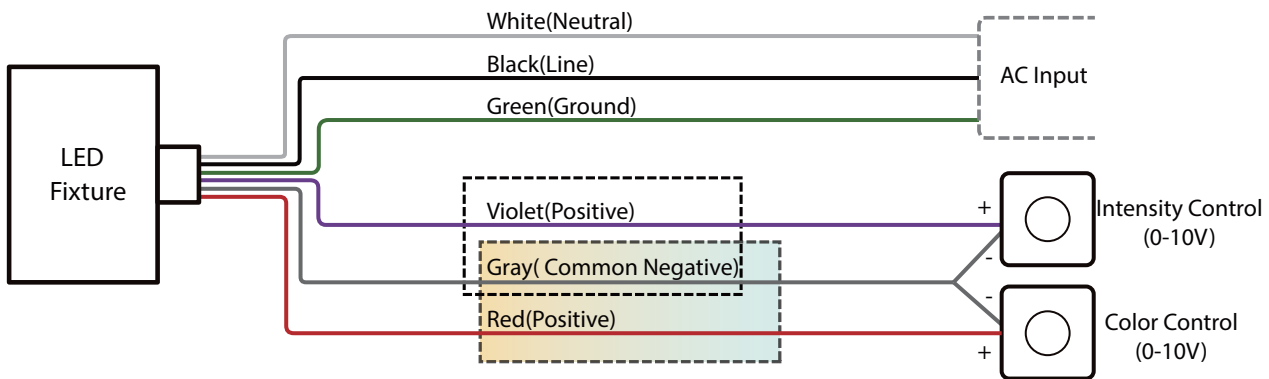 White(Neutral)
Black(Line)
Green(Ground)
AC Input
LED
Fixture
Violet(Positive)
+
Intensity Control
(0-10V)
-
Gray( Common Negative)
-
Red(Positive)
+
Color Control
(0-10V)